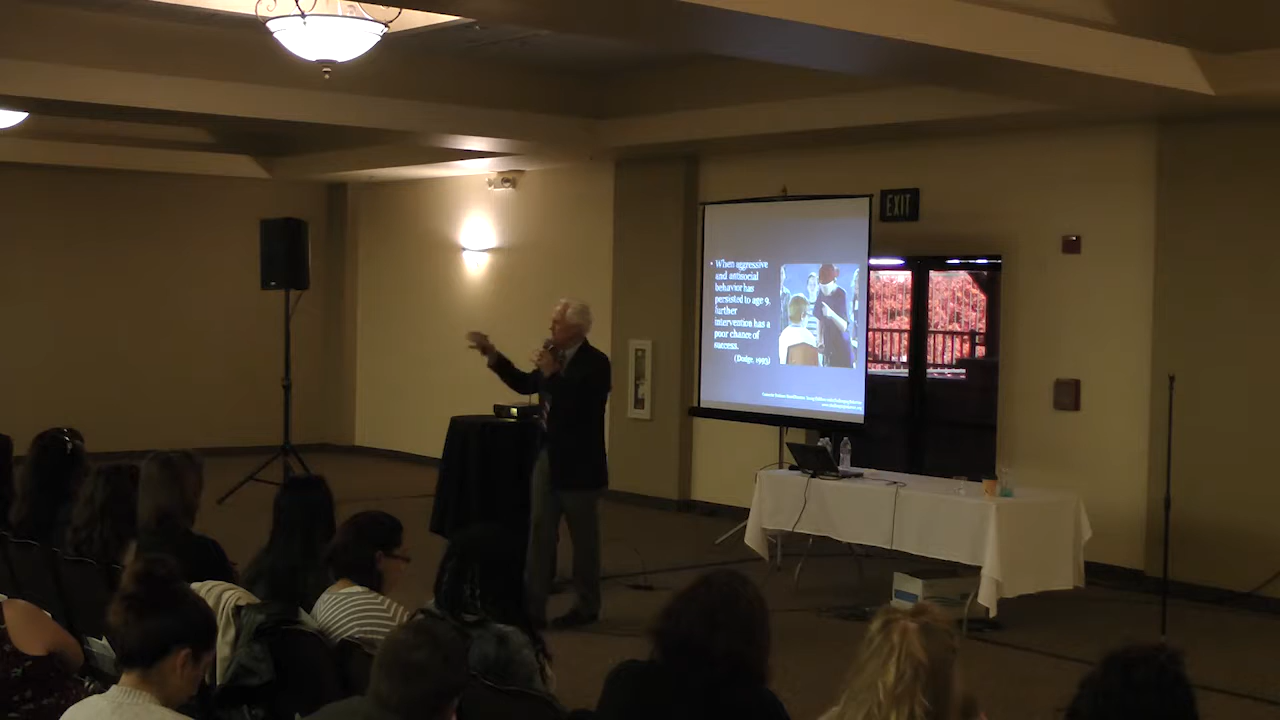 EXIT
When aggressive
and antisocial
behavior has
persisted to age 9,
further
intervention has a
poor chance of
success.
(Dodge, 1993)